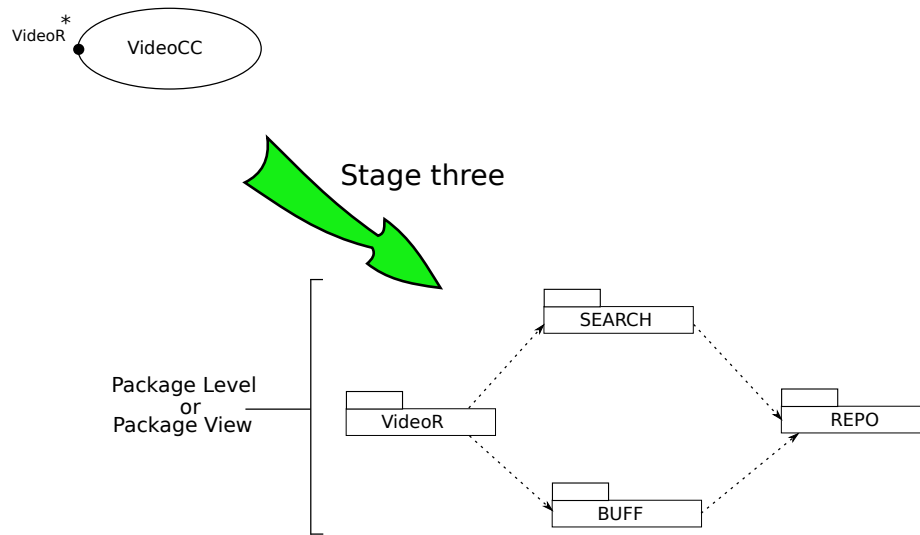 *
VideoR
VideoCC
Stage three
SEARCH
Package Level
or
Package View
VideoR
REPO
BUFF